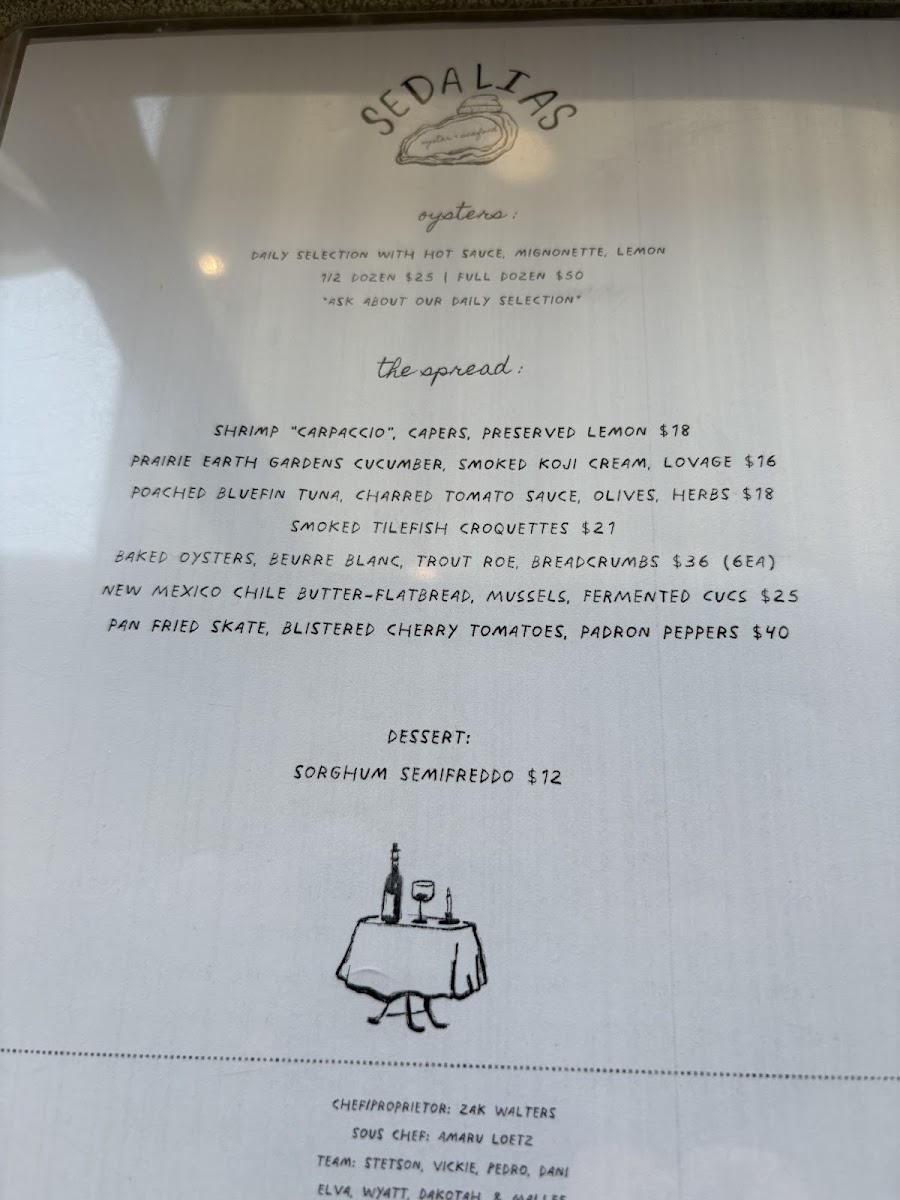 SEDALIAS
oyster + seafood
oysters:
DAILY SELECTION WITH HOT SAUCE, MIGNONETTE, LEMON
1/2 DOZEN $25 | FULL DOZEN $50
*ASK ABOUT OUR DAILY SELECTION*
the spread:
SHRIMP "CARPACCIO", CAPERS, PRESERVED LEMON $18
PRAIRIE EARTH GARDENS CUCUMBER, SMOKED KOJI CREAM, LOVAGE $16
POACHED BLUEFIN TUNA, CHARRED TOMATO SAUCE, OLIVES, HERBS $18
SMOKED TILEFISH CROQUETTES $21
BAKED OYSTERS, BEURRE BLANC, TROUT ROE, BREADCRUMBS $36 (6EA)
NEW MEXICO CHILE BUTTER-FLATBREAD, MUSSELS, FERMENTED CUCS $25
PAN FRIED SKATE, BLISTERED CHERRY TOMATOES, PADRON PEPPERS $40
DESSERT:
SORGHUM SEMIFREDDO $12
CHEF/PROPRIETOR: ZAK WALTERS
SOUS CHEF: AMARU LOETZ
TEAM: STETSON, VICKIE, PEDRO, DANI
ELVA, WYATT, DAKOTAH &